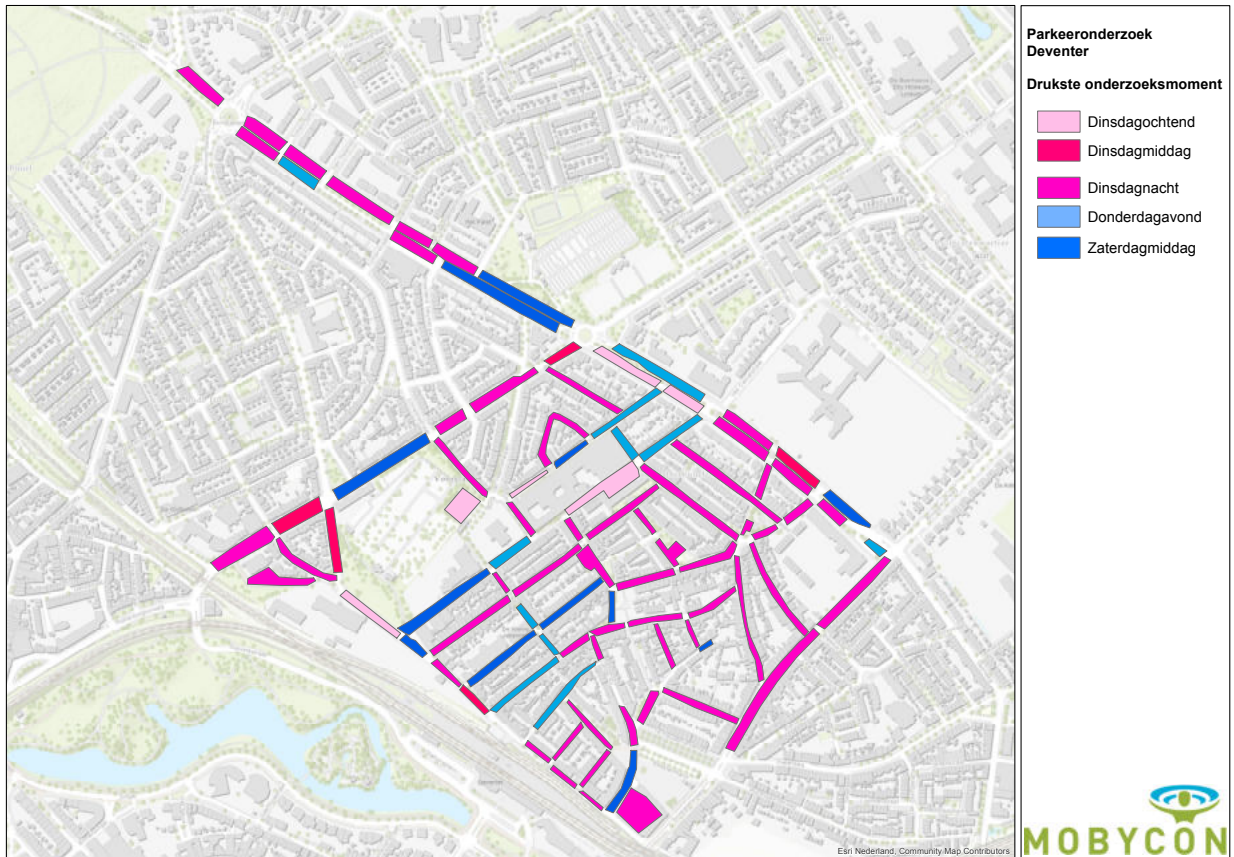 Parkeeronderzoek
Deventer
Drukste onderzoeksmoment
Dinsdagochtend
Dinsdagmiddag
Dinsdagnacht
Donderdagavond
Zaterdagmiddag
Esri Nederland, Community Map Contributors
MOBYCON